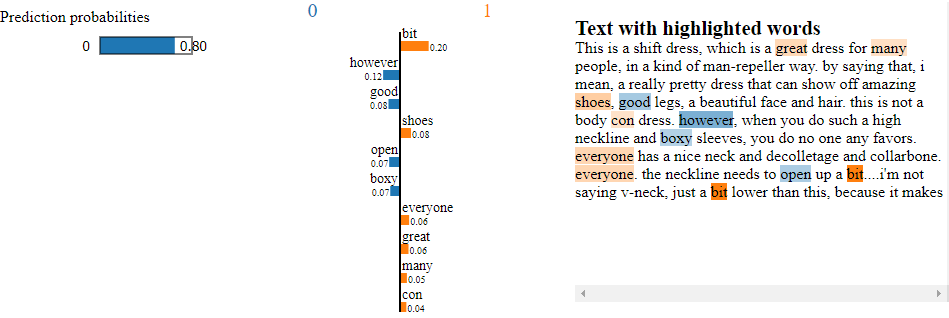 Prediction probabilities
0 0.80
0 1
bit
0.20
however
0.12
good
0.08
shoes
0.08
open
0.07
boxy
0.07
everyone
0.06
great
0.06
many
0.05
con
0.04
Text with highlighted words
This is a shift dress, which is a great dress for many
people, in a kind of man-repeller way. by saying that, i
mean, a really pretty dress that can show off amazing
shoes, good legs, a beautiful face and hair. this is not a
body con dress. however, when you do such a high
neckline and boxy sleeves, you do no one any favors.
everyone has a nice neck and decolletage and collarbone.
everyone. the neckline needs to open up a bit....i'm not
saying v-neck, just a bit lower than this, because it makes